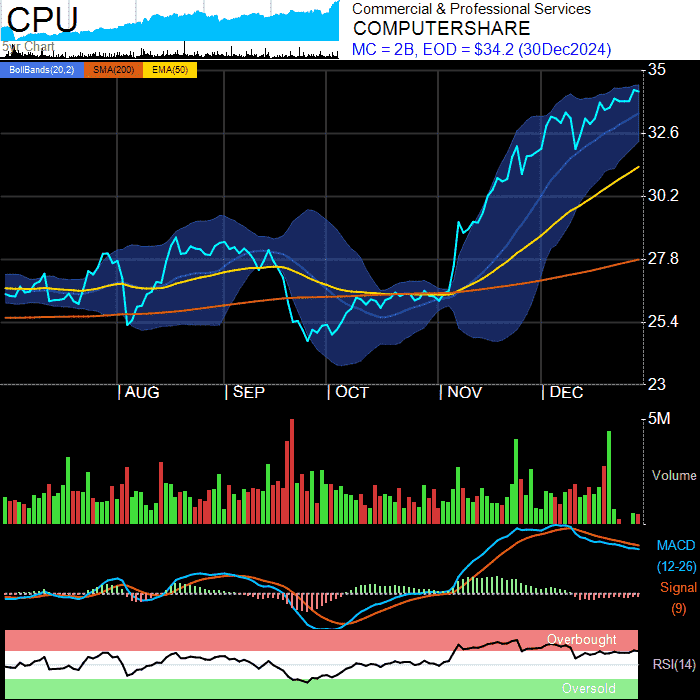 CPU
5yr Chart
Commercial & Professional Services
COMPUTERSHARE
MC = 2B, EOD = $34.2 (30Dec2024)
BollBands(20,2) SMA(200) EMA(50)
35
32.6
30.2
27.8
25.4
23
AUG SEP OCT NOV DEC
5M
Volume
MACD
(12-26)
Signal
(9)
Overbought
RSI(14)
Oversold